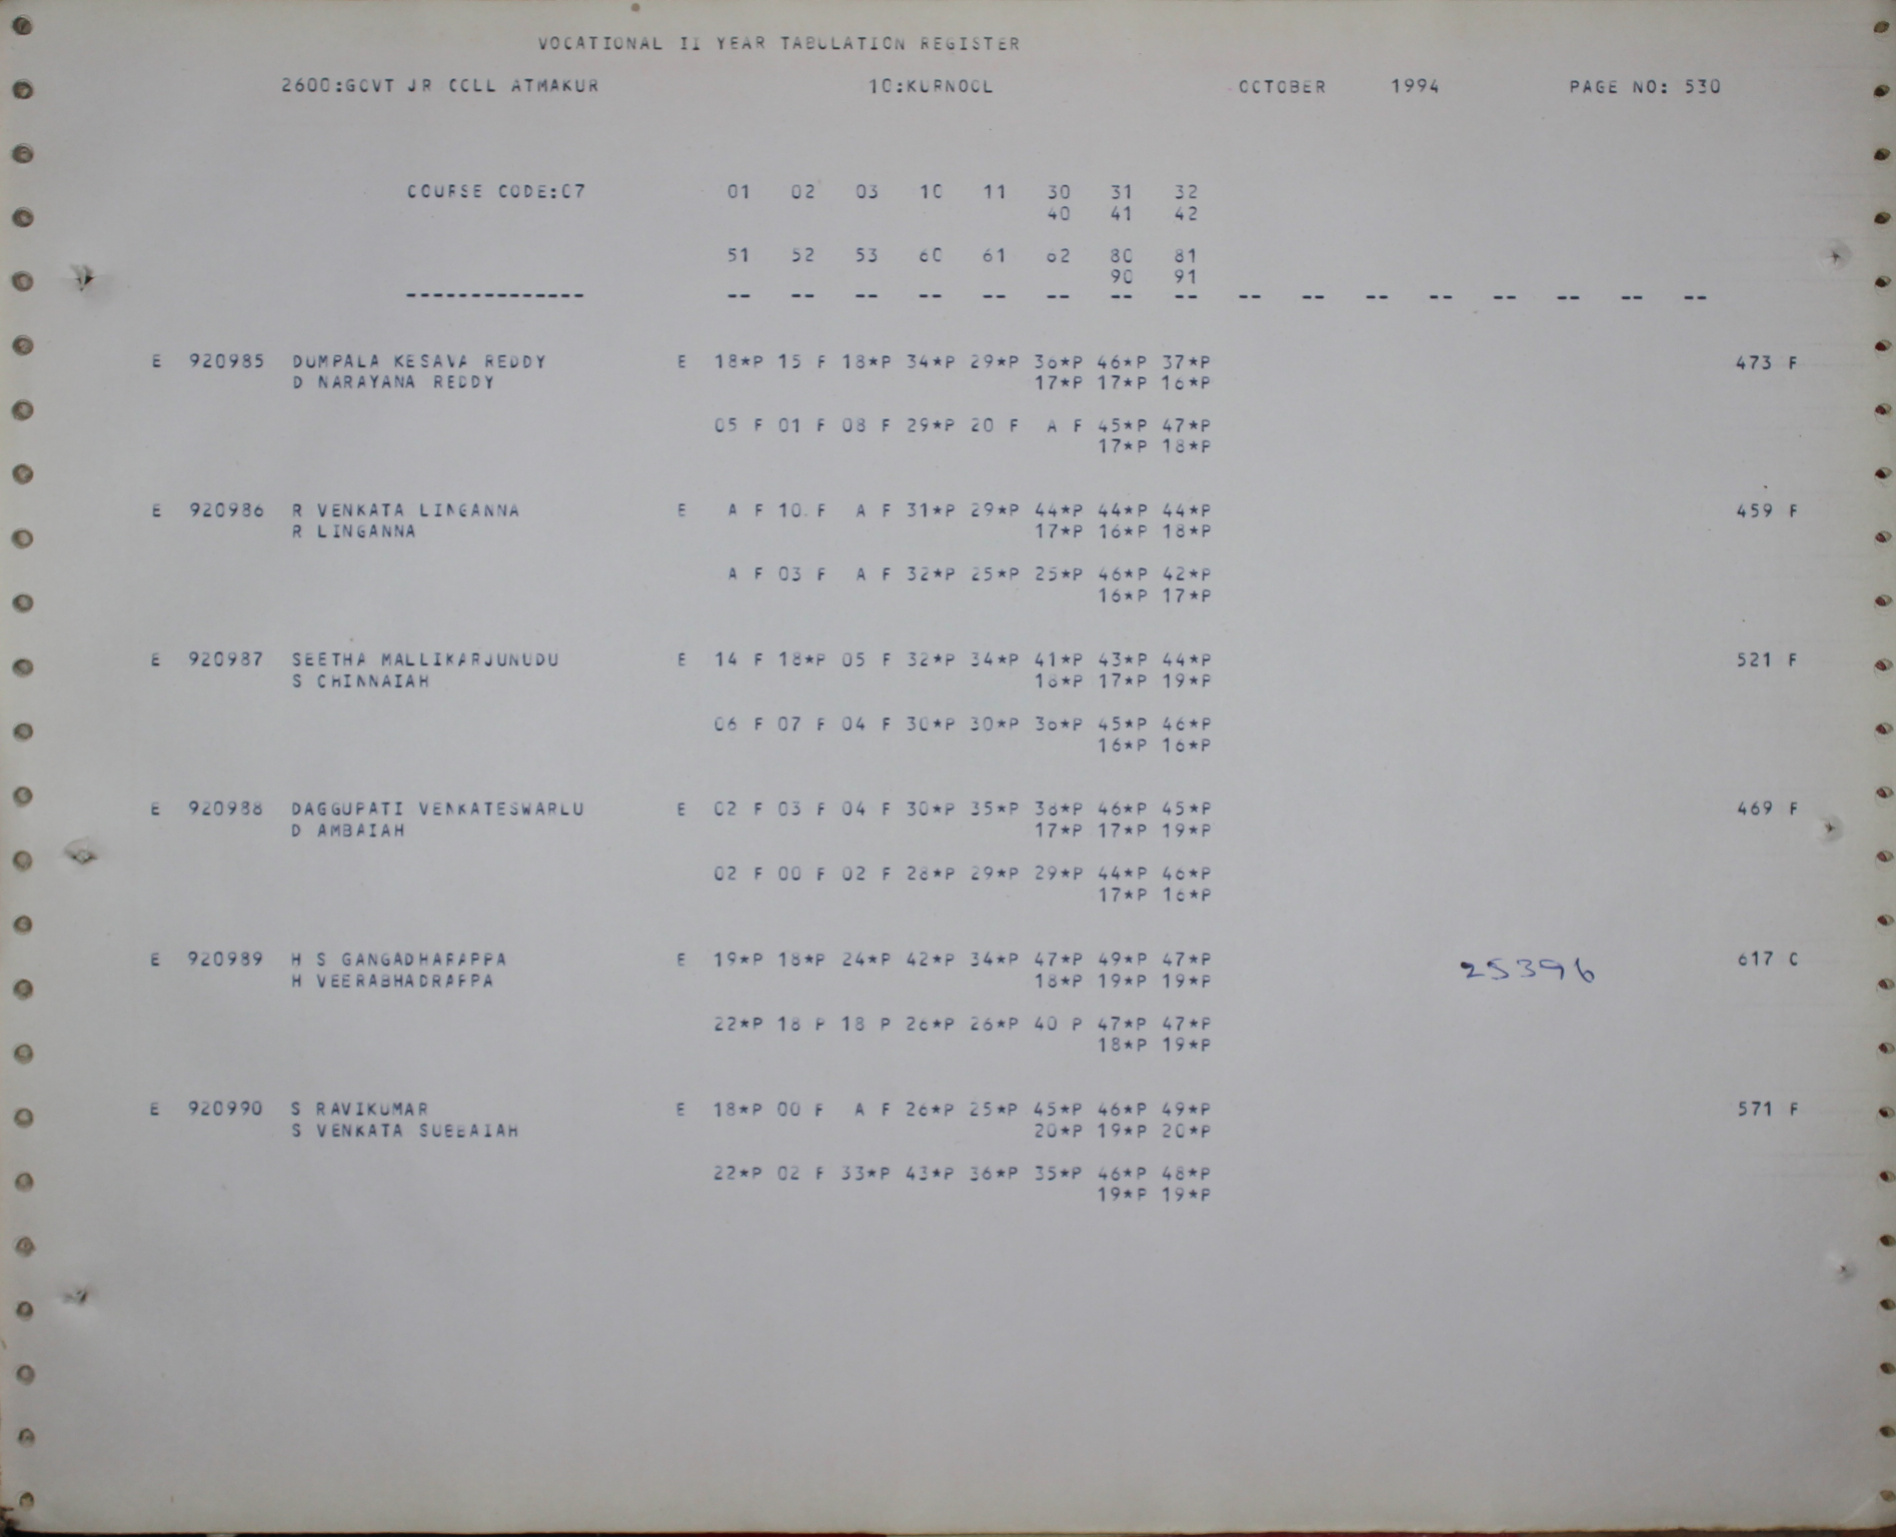 VOCATIONAL II YEAR TABULATION REGISTER
2600:GOVT JR COLL ATMAKUR 10:KURNOOL OCTOBER 1994 PAGE NO: 530
COURSE CODE:07 01 02 03 10 11 30 31 32
40 41 42
51 52 53 60 61 62 80 81
90 91
-------------- -- -- -- -- -- -- -- -- -- -- -- -- -- -- -- --
E 920985 DUMPALA KESAVA REDDY E 18*P 15 F 18*P 34*P 29*P 36*P 46*P 37*P 473 F
D NARAYANA REDDY 17*P 17*P 16*P
05 F 01 F 08 F 29*P 20 F A F 45*P 47*P
17*P 18*P
E 920986 R VENKATA LINGANNA E A F 10 F A F 31*P 29*P 44*P 44*P 44*P 459 F
R LINGANNA 17*P 16*P 18*P
A F 03 F A F 32*P 25*P 25*P 46*P 42*P
16*P 17*P
E 920987 SEETHA MALLIKARJUNUDU E 14 F 18*P 05 F 32*P 34*P 41*P 43*P 44*P 521 F
S CHINNAIAH 18*P 17*P 19*P
06 F 07 F 04 F 30*P 30*P 36*P 45*P 46*P
16*P 16*P
E 920988 DAGGUPATI VENKATESWARLU E 02 F 03 F 04 F 30*P 35*P 38*P 46*P 45*P 469 F
D AMBAIAH 17*P 17*P 19*P
02 F 00 F 02 F 28*P 29*P 29*P 44*P 46*P
17*P 16*P
E 920989 H S GANGADHARAPPA E 19*P 18*P 24*P 42*P 34*P 47*P 49*P 47*P 25396 617 C
H VEERABHADRAPPA 18*P 19*P 19*P
22*P 18 P 18 P 26*P 26*P 40 P 47*P 47*P
18*P 19*P
E 920990 S RAVIKUMAR E 18*P 00 F A F 26*P 25*P 45*P 46*P 49*P 571 F
S VENKATA SUBBAIAH 20*P 19*P 20*P
22*P 02 F 33*P 43*P 36*P 35*P 46*P 48*P
19*P 19*P